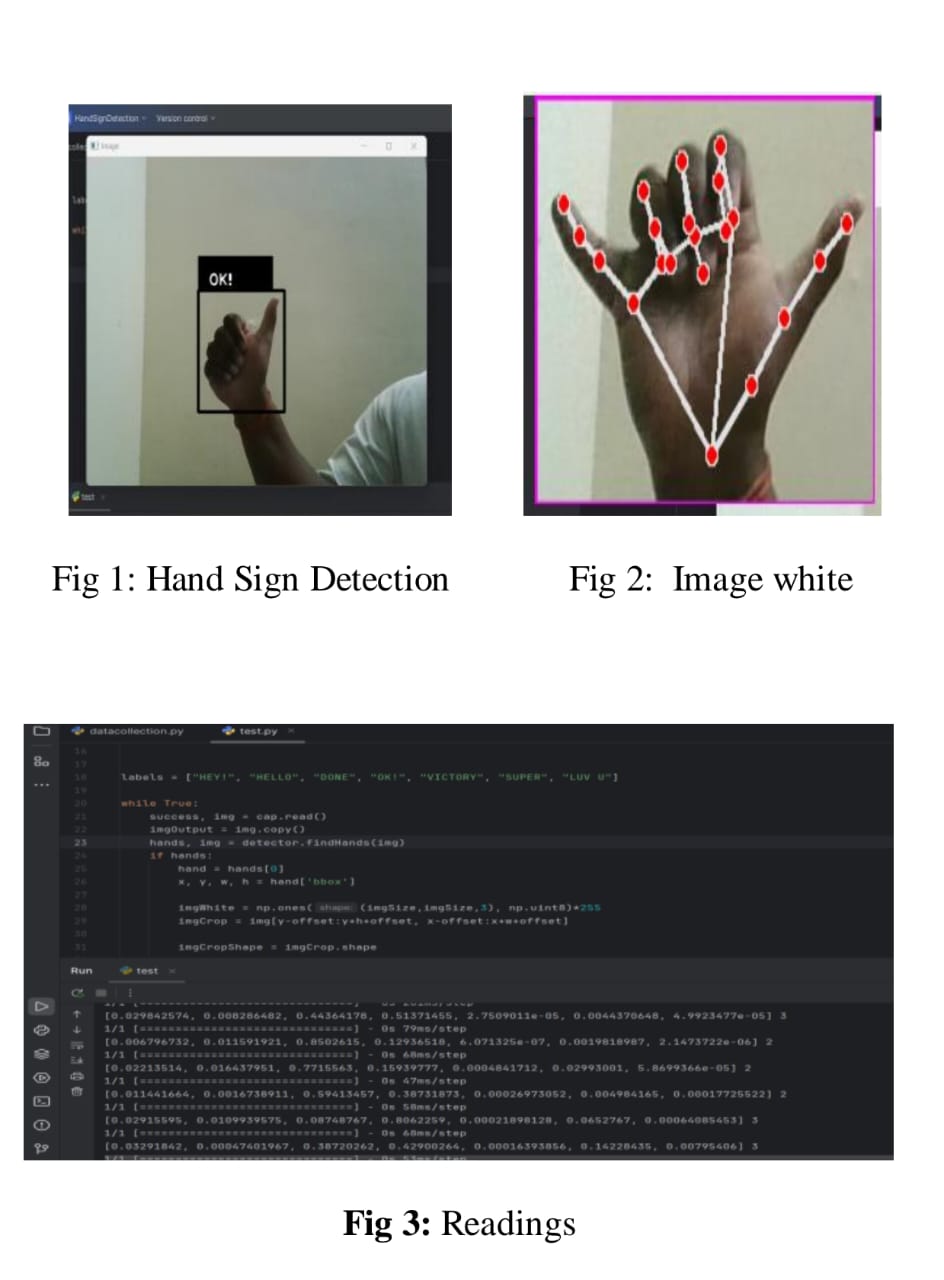 HandSignDetection Version control
Image
OK!
test
Fig 1: Hand Sign Detection
Fig 2: Image white
datacollection.py test.py
16
17
18 labels = ["HEY!", "HELLO", "DONE", "OK!", "VICTORY", "SUPER", "LUV U"]
19
20 while True:
21 success, img = cap.read()
22 imgOutput = img.copy()
23 hands, img = detector.findHands(img)
24 if hands:
25 hand = hands[0]
26 x, y, w, h = hand['bbox']
27
28 imgWhite = np.ones( shape: (imgSize,imgSize,3), np.uint8)*255
29 imgCrop = img[y-offset:y+h+offset, x-offset:x+w+offset]
30
31 imgCropShape = imgCrop.shape
Run test
[0.029842574, 0.008286482, 0.44364178, 0.51371455, 2.7509011e-05, 0.0044370648, 4.9923477e-05] 3
1/1 [==============================] - 0s 79ms/step
[0.006796732, 0.011591921, 0.8502615, 0.12936518, 6.071325e-07, 0.0019818987, 2.1473722e-06] 2
1/1 [==============================] - 0s 68ms/step
[0.02213514, 0.016437951, 0.7715563, 0.15939777, 0.0004841712, 0.02993001, 5.8699366e-05] 2
1/1 [==============================] - 0s 47ms/step
[0.011441664, 0.0016738911, 0.59413457, 0.38731873, 0.00026973052, 0.004984165, 0.00017725522] 2
1/1 [==============================] - 0s 58ms/step
[0.02915595, 0.0109939575, 0.08748767, 0.8062259, 0.00021898128, 0.0652767, 0.00064085453] 3
1/1 [==============================] - 0s 68ms/step
[0.03291842, 0.00047401967, 0.38720262, 0.42900264, 0.00016393856, 0.14228435, 0.00795406] 3
1/1 [==============================] - 0s 53ms/step
Fig 3: Readings